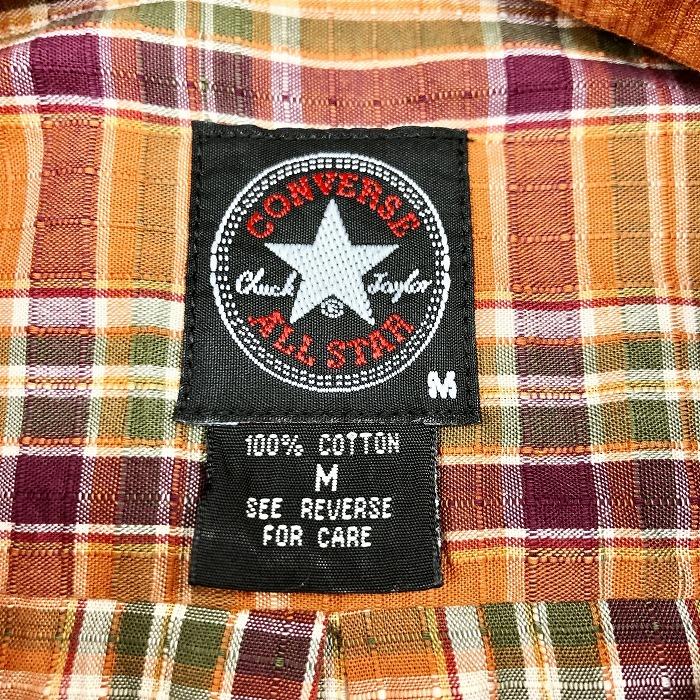 CONVERSE
Chuck Taylor
ALL STAR
M
100% COTTON
M
SEE REVERSE
FOR CARE